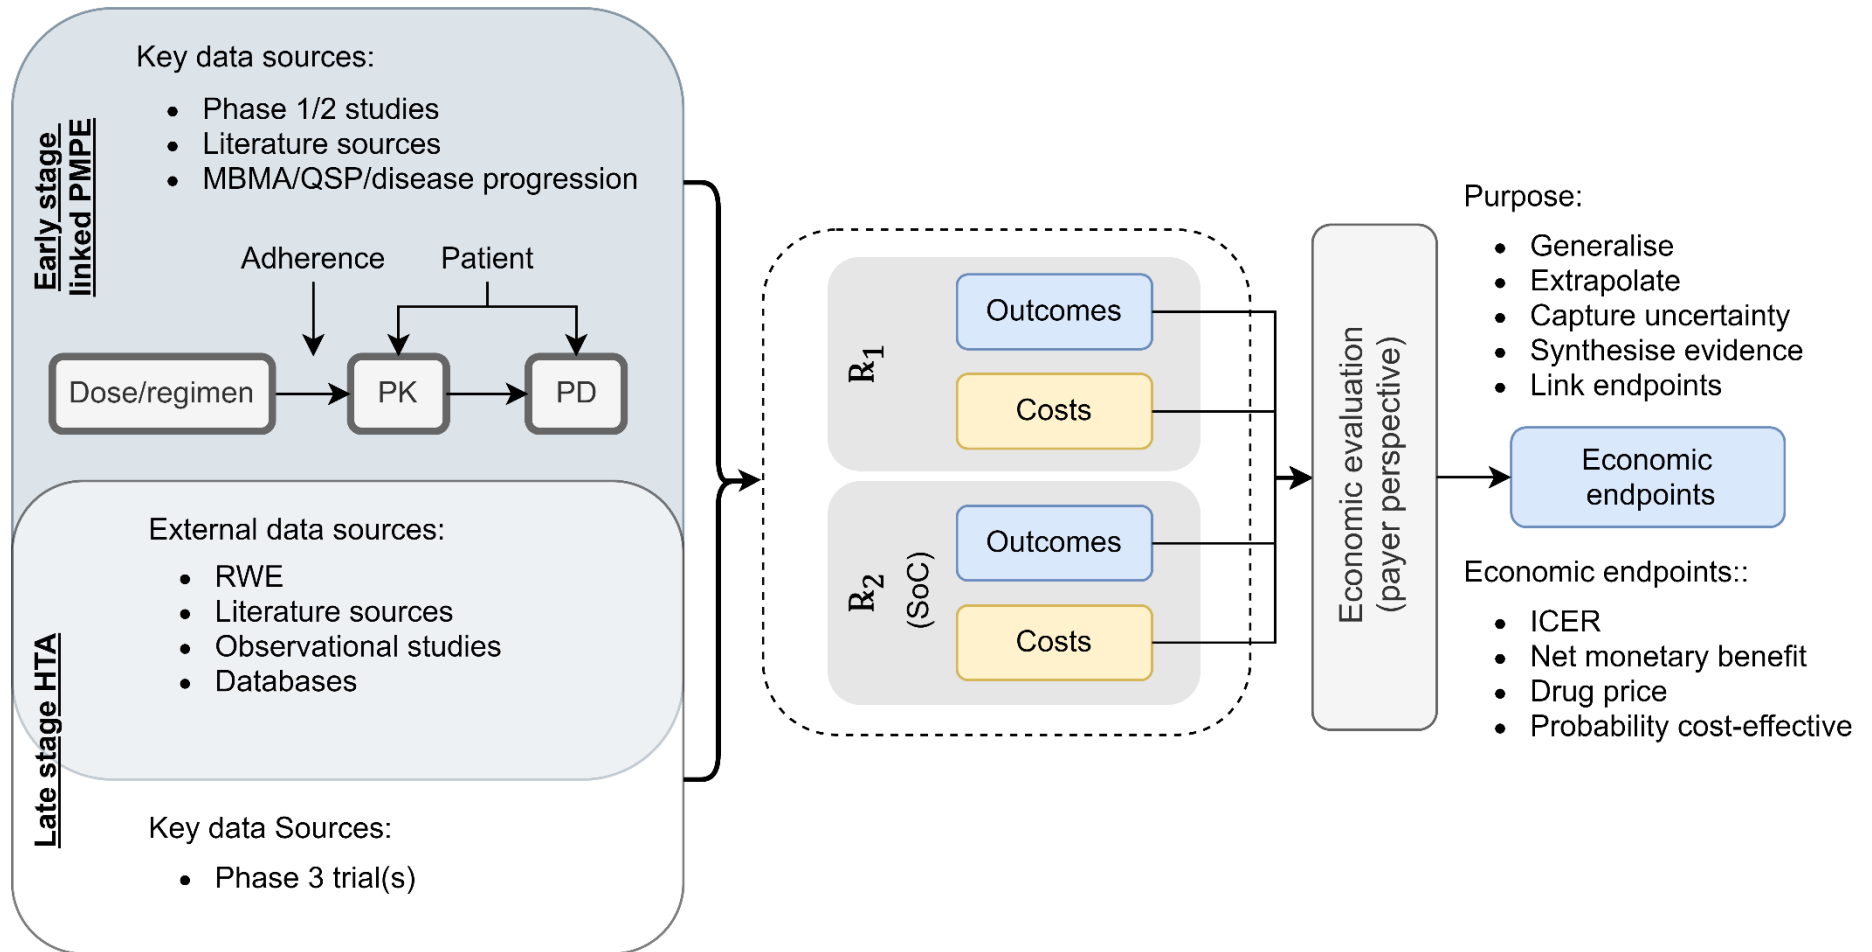 Key data sources:
• Phase 1/2 studies
• Literature sources
• MBMA/QSP/disease progression
Early stage
linked PMPE
Adherence
Patient
Dose/regimen
PK
PD
External data sources:
• RWE
• Literature sources
• Observational studies
• Databases
Late stage HTA
Key data Sources:
• Phase 3 trial(s)
℞1
Outcomes
Costs
℞2
(SoC)
Outcomes
Costs
Economic evaluation
(payer perspective)
Purpose:
• Generalise
• Extrapolate
• Capture uncertainty
• Synthesise evidence
• Link endpoints
Economic
endpoints
Economic endpoints::
• ICER
• Net monetary benefit
• Drug price
• Probability cost-effective